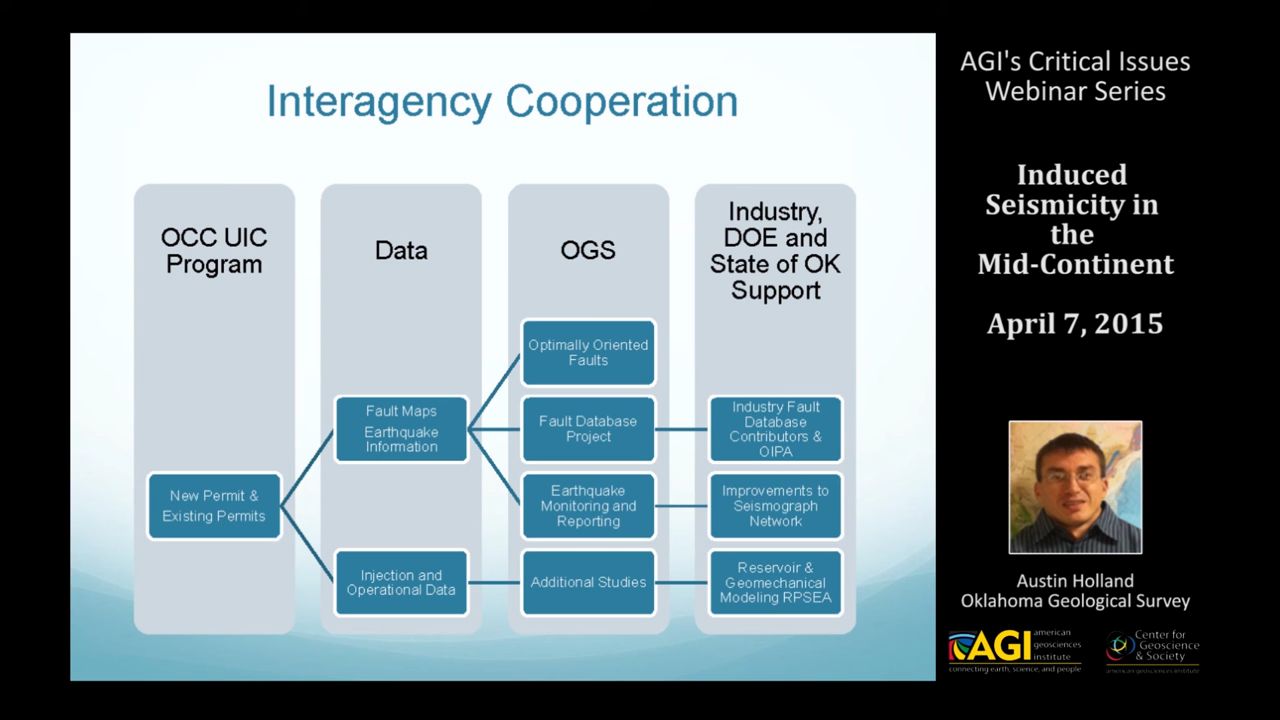 Interagency Cooperation
OCC UIC
Program
New Permit &
Existing Permits
Data
Fault Maps
Earthquake
Information
Injection and
Operational Data
OGS
Optimally Oriented
Faults
Fault Database
Project
Earthquake
Monitoring and
Reporting
Additional Studies
Industry,
DOE and
State of OK
Support
Industry Fault
Database
Contributors &
OIPA
Improvements to
Seismograph
Network
Reservoir &
Geomechanical
Modeling RPSEA
AGI's Critical Issues
Webinar Series
Induced
Seismicity in
the
Mid-Continent
April 7, 2015
Austin Holland
Oklahoma Geological Survey
AGI
american
geosciences
institute
connecting earth, science, and people
Center for
Geoscience
& Society
american geosciences institute